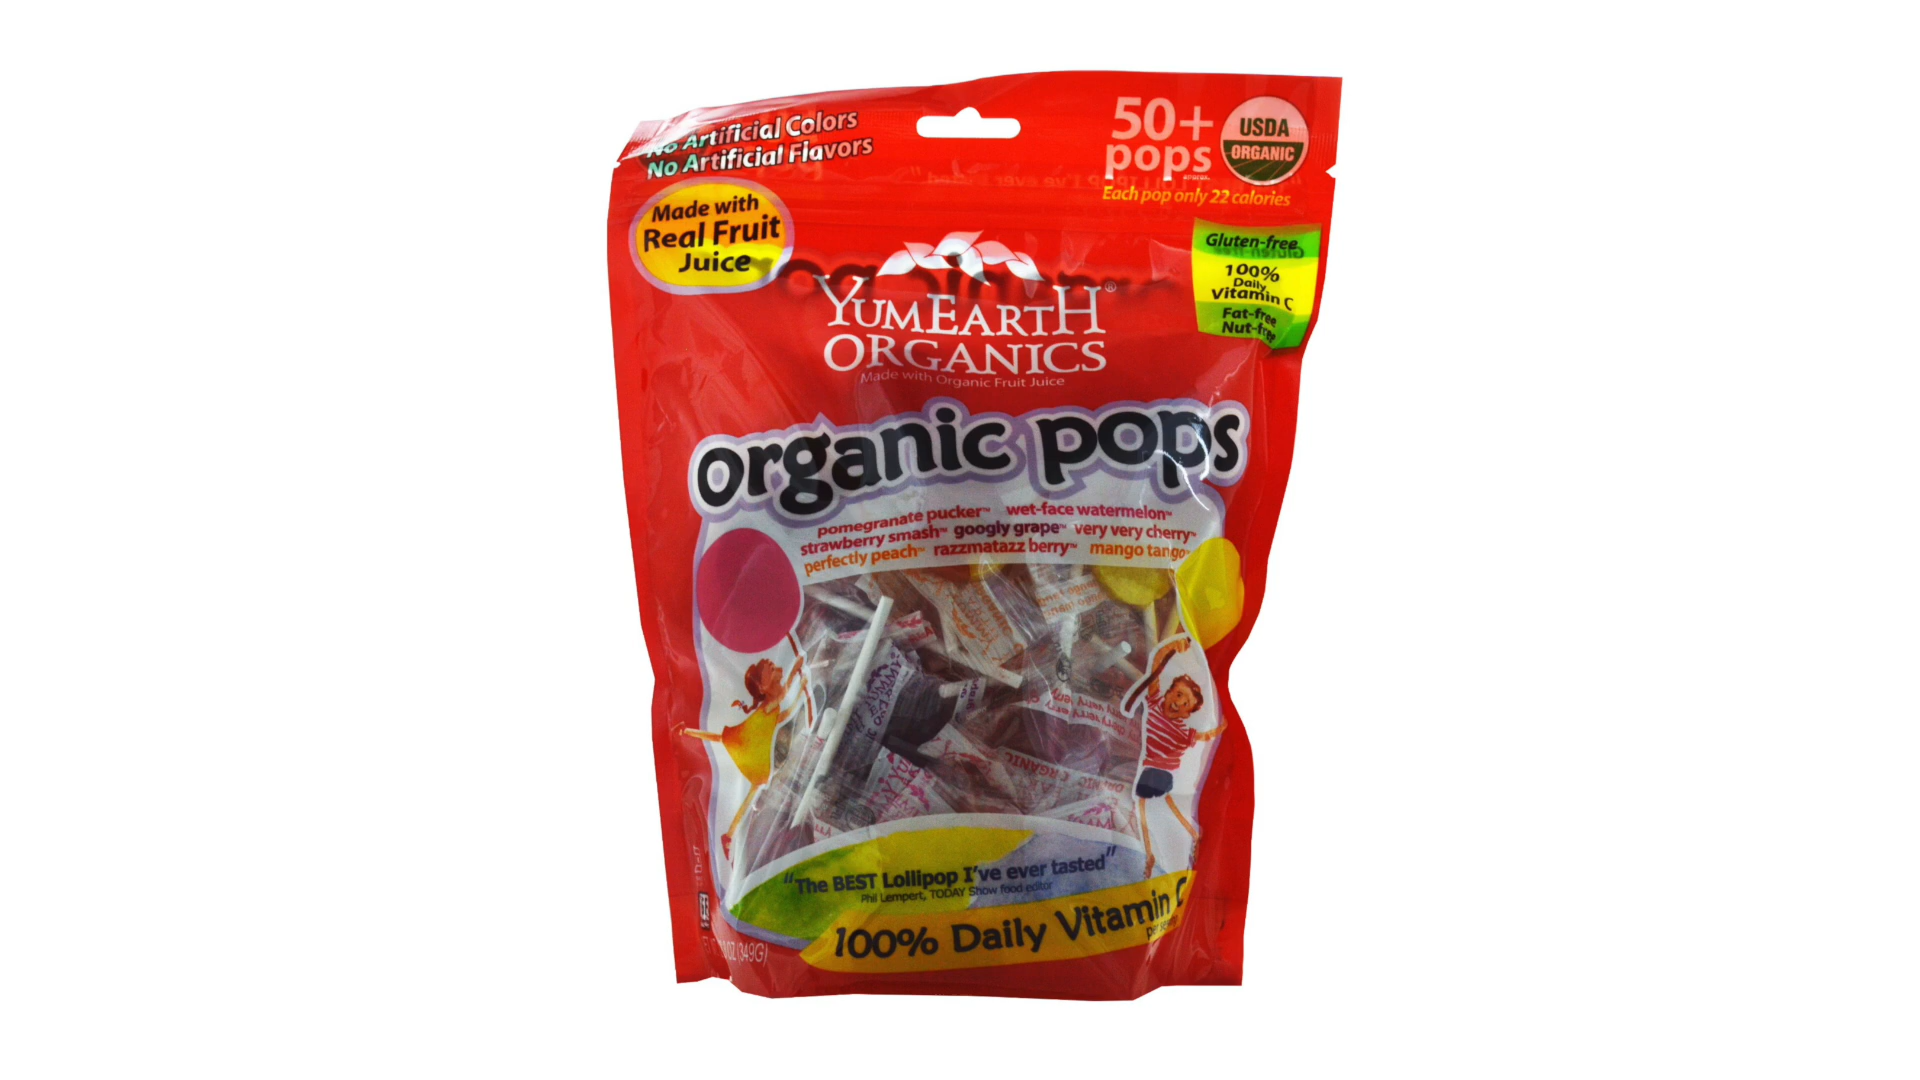 No Artificial Colors
No Artificial Flavors
50+
pops
USDA
ORGANIC
Each pop only 22 calories
Made with
Real Fruit
Juice
Gluten-free
100%
Daily
Vitamin C
Fat-free
Nut-free
YUMEARTH®
ORGANICS
Made with Organic Fruit Juice
organic pops
pomegranate pucker™ wet-face watermelon™
strawberry smash™ googly grape™ very very cherry™
perfectly peach™ razzmatazz berry™ mango tango™
"The BEST Lollipop I've ever tasted"
Phil Lempert, TODAY Show food editor
100% Daily Vitamin C
(349G)